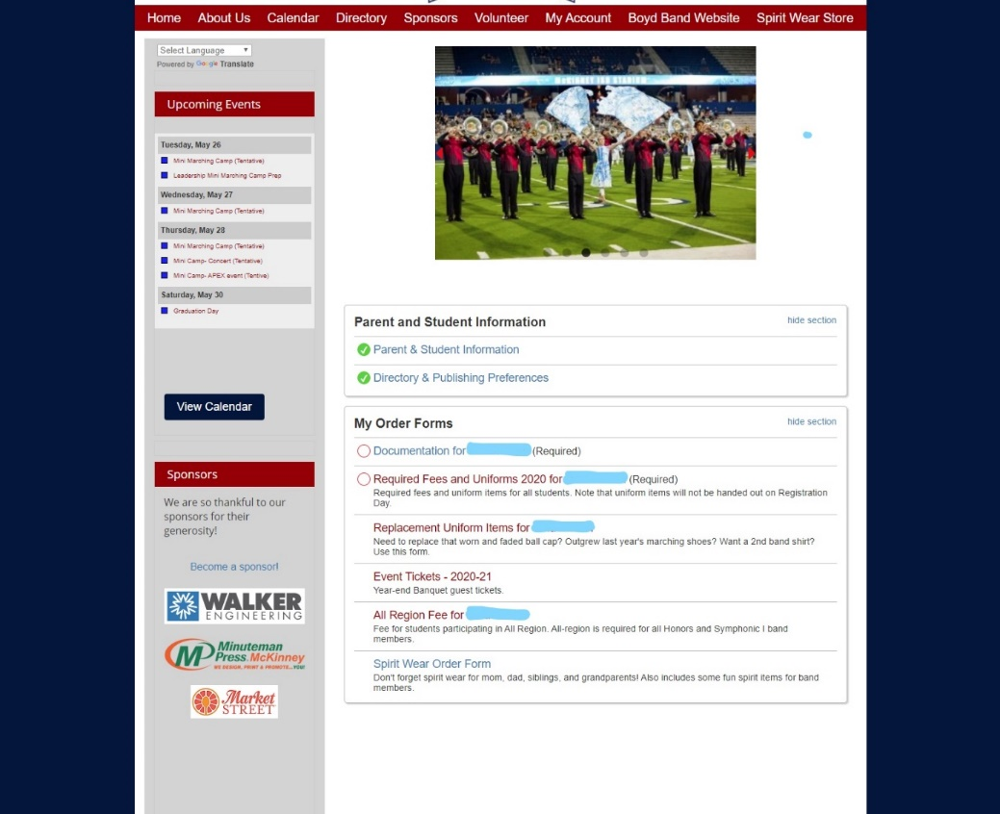 Home About Us Calendar Directory Sponsors Volunteer My Account Boyd Band Website Spirit Wear Store
Select Language
Powered by Google Translate
Upcoming Events
Tuesday, May 26
Mini Marching Camp (Tentative)
Leadership Mini Marching Camp Prep
Wednesday, May 27
Mini Marching Camp (Tentative)
Thursday, May 28
Mini Marching Camp (Tentative)
Mini Camp- Concert (Tentative)
Mini Camp- APEX event (Tentive)
Saturday, May 30
Graduation Day
View Calendar
Sponsors
We are so thankful to our
sponsors for their
generosity!
Become a sponsor!
WALKER
ENGINEERING
Minuteman
Press. McKinney
WE DESIGN, PRINT & PROMOTE...YOU!
Market
STREET
McKINNEY ISD STADIUM
Parent and Student Information hide section
Parent & Student Information
Directory & Publishing Preferences
My Order Forms hide section
Documentation for (Required)
Required Fees and Uniforms 2020 for (Required)
Required fees and uniform items for all students. Note that uniform items will not be handed out on Registration
Day.
Replacement Uniform Items for
Need to replace that worn and faded ball cap? Outgrew last year's marching shoes? Want a 2nd band shirt?
Use this form.
Event Tickets - 2020-21
Year-end Banquet guest tickets.
All Region Fee for
Fee for students participating in All Region. All-region is required for all Honors and Symphonic I band
members.
Spirit Wear Order Form
Don't forget spirit wear for mom, dad, siblings, and grandparents! Also includes some fun spirit items for band
members.